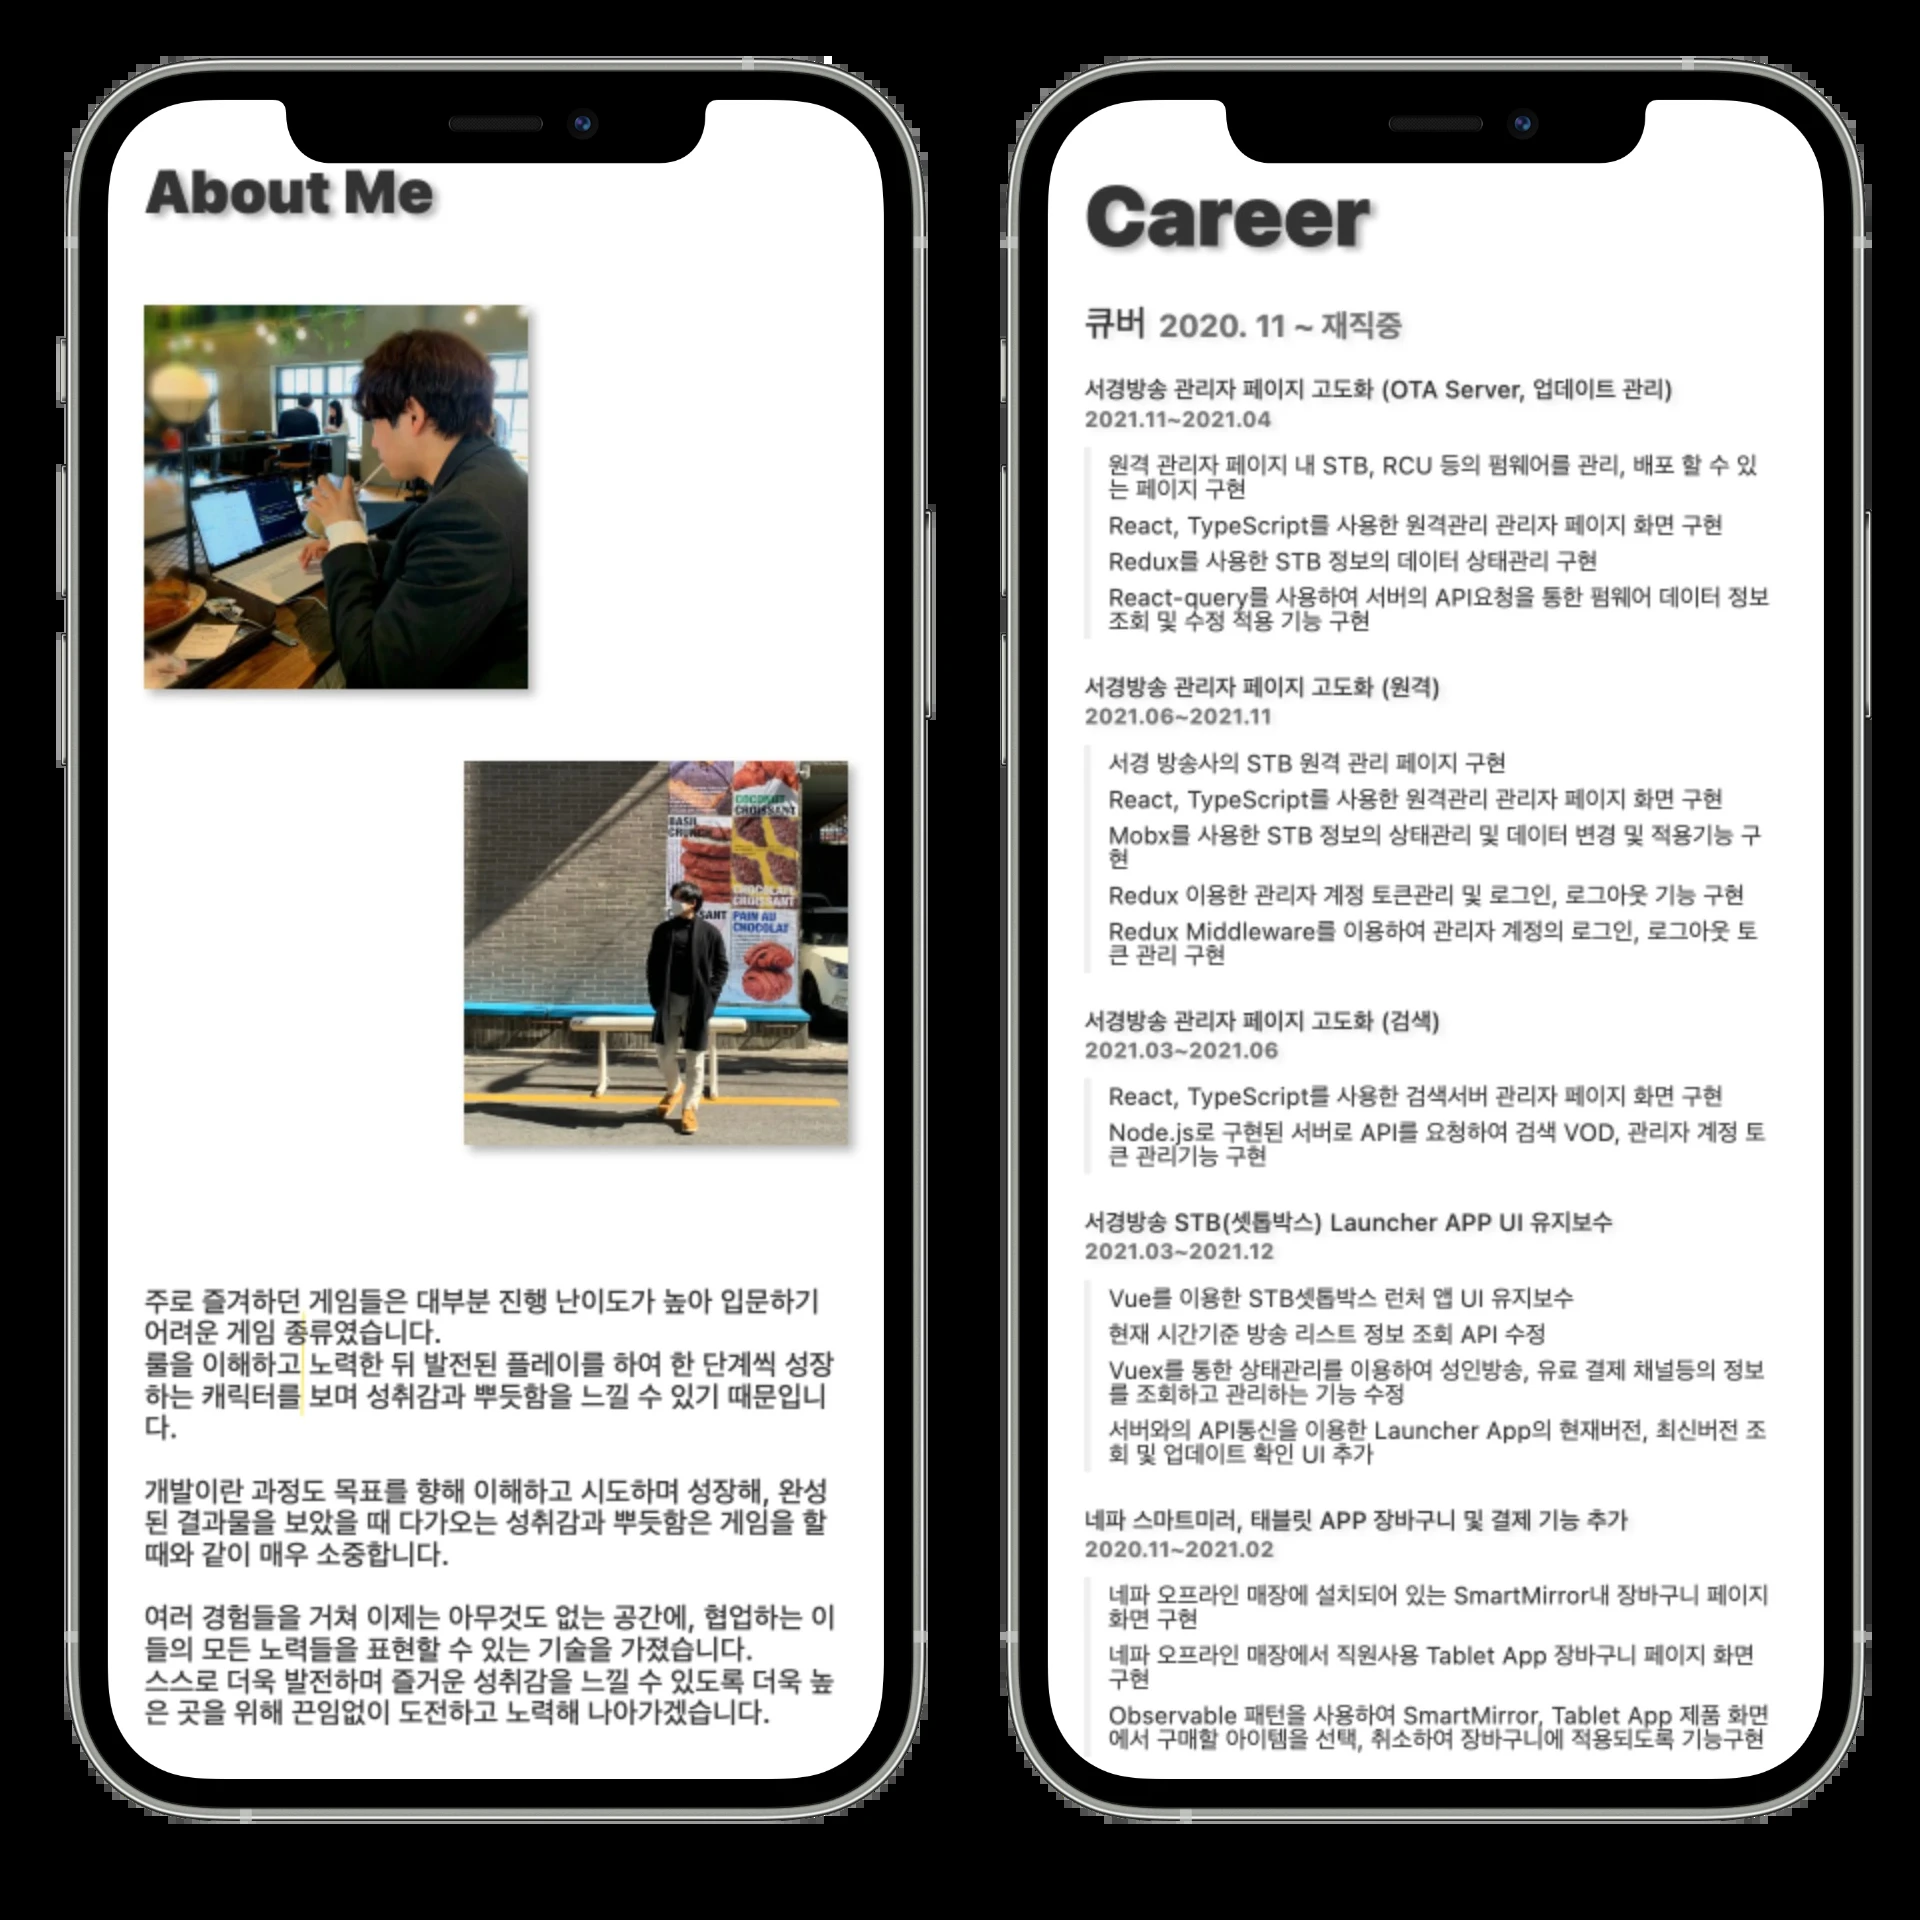 About Me
COCONUT
CROISSANT
BASIL
CRUNCH
CHOCOLATE
CROISSANT
SANT
PAIN AU
CHOCOLAT
주로 즐겨하던 게임들은 대부분 진행 난이도가 높아 입문하기
어려운 게임 종류였습니다.
룰을 이해하고 노력한 뒤 발전된 플레이를 하여 한 단계씩 성장
하는 캐릭터를 보며 성취감과 뿌듯함을 느낄 수 있기 때문입니
다.
개발이란 과정도 목표를 향해 이해하고 시도하며 성장해, 완성
된 결과물을 보았을 때 다가오는 성취감과 뿌듯함은 게임을 할
때와 같이 매우 소중합니다.
여러 경험들을 거쳐 이제는 아무것도 없는 공간에, 협업하는 이
들의 모든 노력들을 표현할 수 있는 기술을 가졌습니다.
스스로 더욱 발전하며 즐거운 성취감을 느낄 수 있도록 더욱 높
은 곳을 위해 끈임없이 도전하고 노력해 나아가겠습니다.
Career
큐버 2020. 11 ~ 재직중
서경방송 관리자 페이지 고도화 (OTA Server, 업데이트 관리)
2021.11~2021.04
원격 관리자 페이지 내 STB, RCU 등의 펌웨어를 관리, 배포 할 수 있
는 페이지 구현
React, TypeScript를 사용한 원격관리 관리자 페이지 화면 구현
Redux를 사용한 STB 정보의 데이터 상태관리 구현
React-query를 사용하여 서버의 API요청을 통한 펌웨어 데이터 정보
조회 및 수정 적용 기능 구현
서경방송 관리자 페이지 고도화 (원격)
2021.06~2021.11
서경 방송사의 STB 원격 관리 페이지 구현
React, TypeScript를 사용한 원격관리 관리자 페이지 화면 구현
Mobx를 사용한 STB 정보의 상태관리 및 데이터 변경 및 적용기능 구
현
Redux 이용한 관리자 계정 토큰관리 및 로그인, 로그아웃 기능 구현
Redux Middleware를 이용하여 관리자 계정의 로그인, 로그아웃 토
큰 관리 구현
서경방송 관리자 페이지 고도화 (검색)
2021.03~2021.06
React, TypeScript를 사용한 검색서버 관리자 페이지 화면 구현
Node.js로 구현된 서버로 API를 요청하여 검색 VOD, 관리자 계정 토
큰 관리기능 구현
서경방송 STB(셋톱박스) Launcher APP UI 유지보수
2021.03~2021.12
Vue를 이용한 STB셋톱박스 런처 앱 UI 유지보수
현재 시간기준 방송 리스트 정보 조회 API 수정
Vuex를 통한 상태관리를 이용하여 성인방송, 유료 결제 채널등의 정보
를 조회하고 관리하는 기능 수정
서버와의 API통신을 이용한 Launcher App의 현재버전, 최신버전 조
회 및 업데이트 확인 UI 추가
네파 스마트미러, 태블릿 APP 장바구니 및 결제 기능 추가
2020.11~2021.02
네파 오프라인 매장에 설치되어 있는 SmartMirror내 장바구니 페이지
화면 구현
네파 오프라인 매장에서 직원사용 Tablet App 장바구니 페이지 화면
구현
Observable 패턴을 사용하여 SmartMirror, Tablet App 제품 화면
에서 구매할 아이템을 선택, 취소하여 장바구니에 적용되도록 기능구현